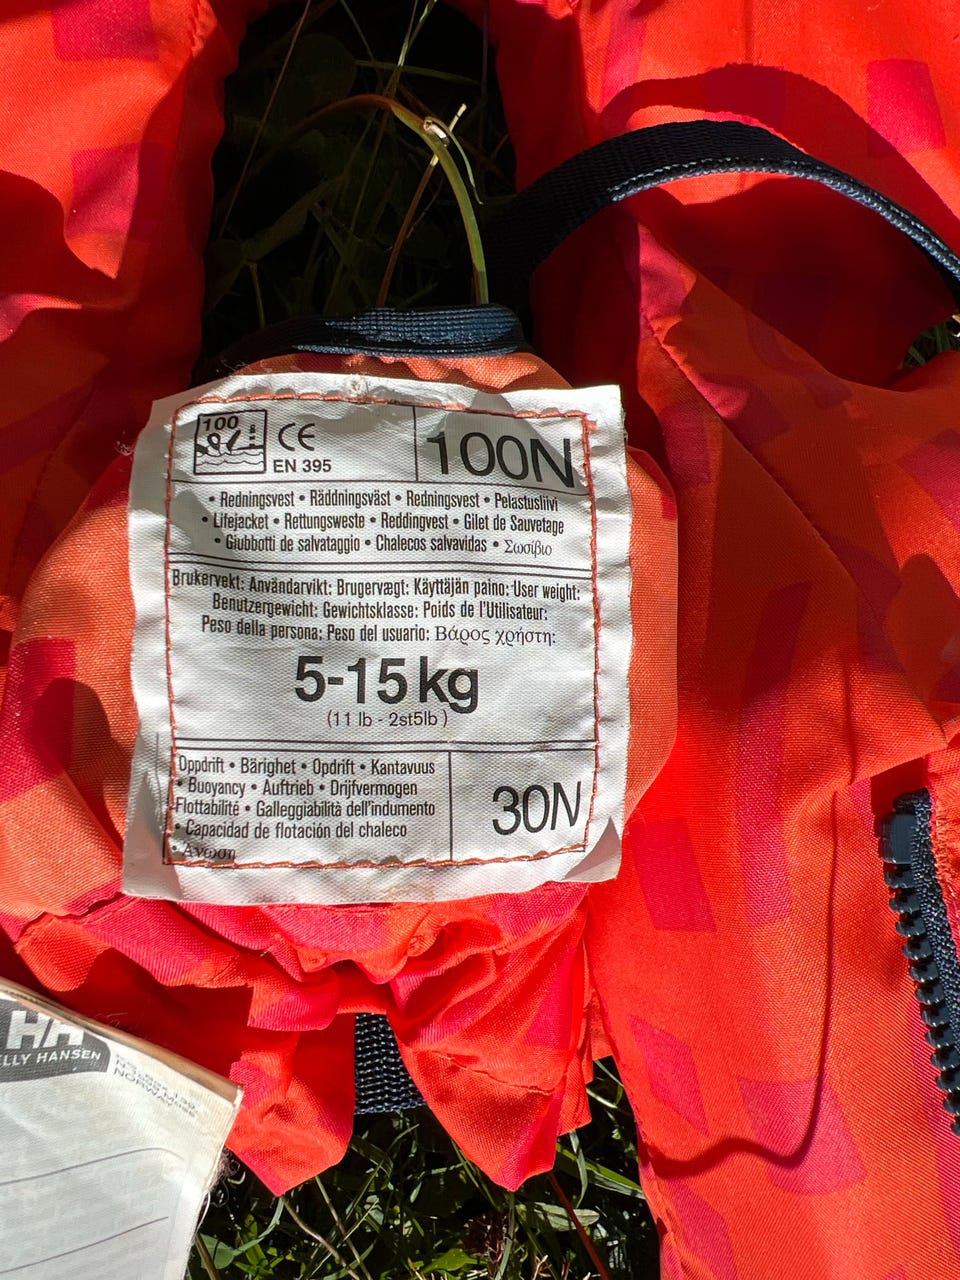 100
CE
EN 395
100N
• Redningsvest • Räddningsväst • Redningsvest • Pelastusliivi
• Lifejacket • Rettungsweste • Reddingvest • Gilet de Sauvetage
• Giubbotti de salvataggio • Chalecos salvavidas • Σωσίβιο
Brukervekt: Användarvikt: Brugervægt: Käyttäjän paino: User weight:
Benutzergewicht: Gewichtsklasse: Poids de l'Utilisateur:
Peso della persona: Peso del usuario: Βάρος χρήστη:
5-15 kg
(11 lb - 2st5lb )
Oppdrift • Bärighet • Opdrift • Kantavuus
• Buoyancy • Auftrieb • Drijfvermogen
Flottabilité • Galleggiabilità dell'indumento
• Capacidad de flotación del chaleco
• Άνωση
30N
HH
ELLY HANSEN
NORWAY